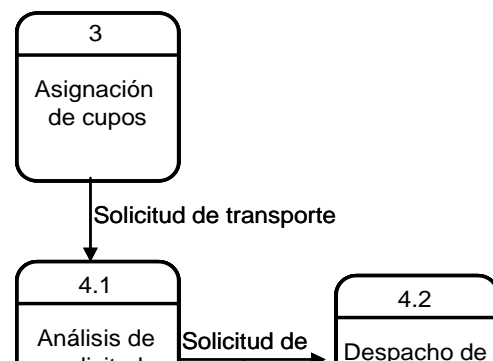 3
Asignación
de cupos
Solicitud de transporte
4.1
Análisis de
Solicitud de
4.2
Despacho de